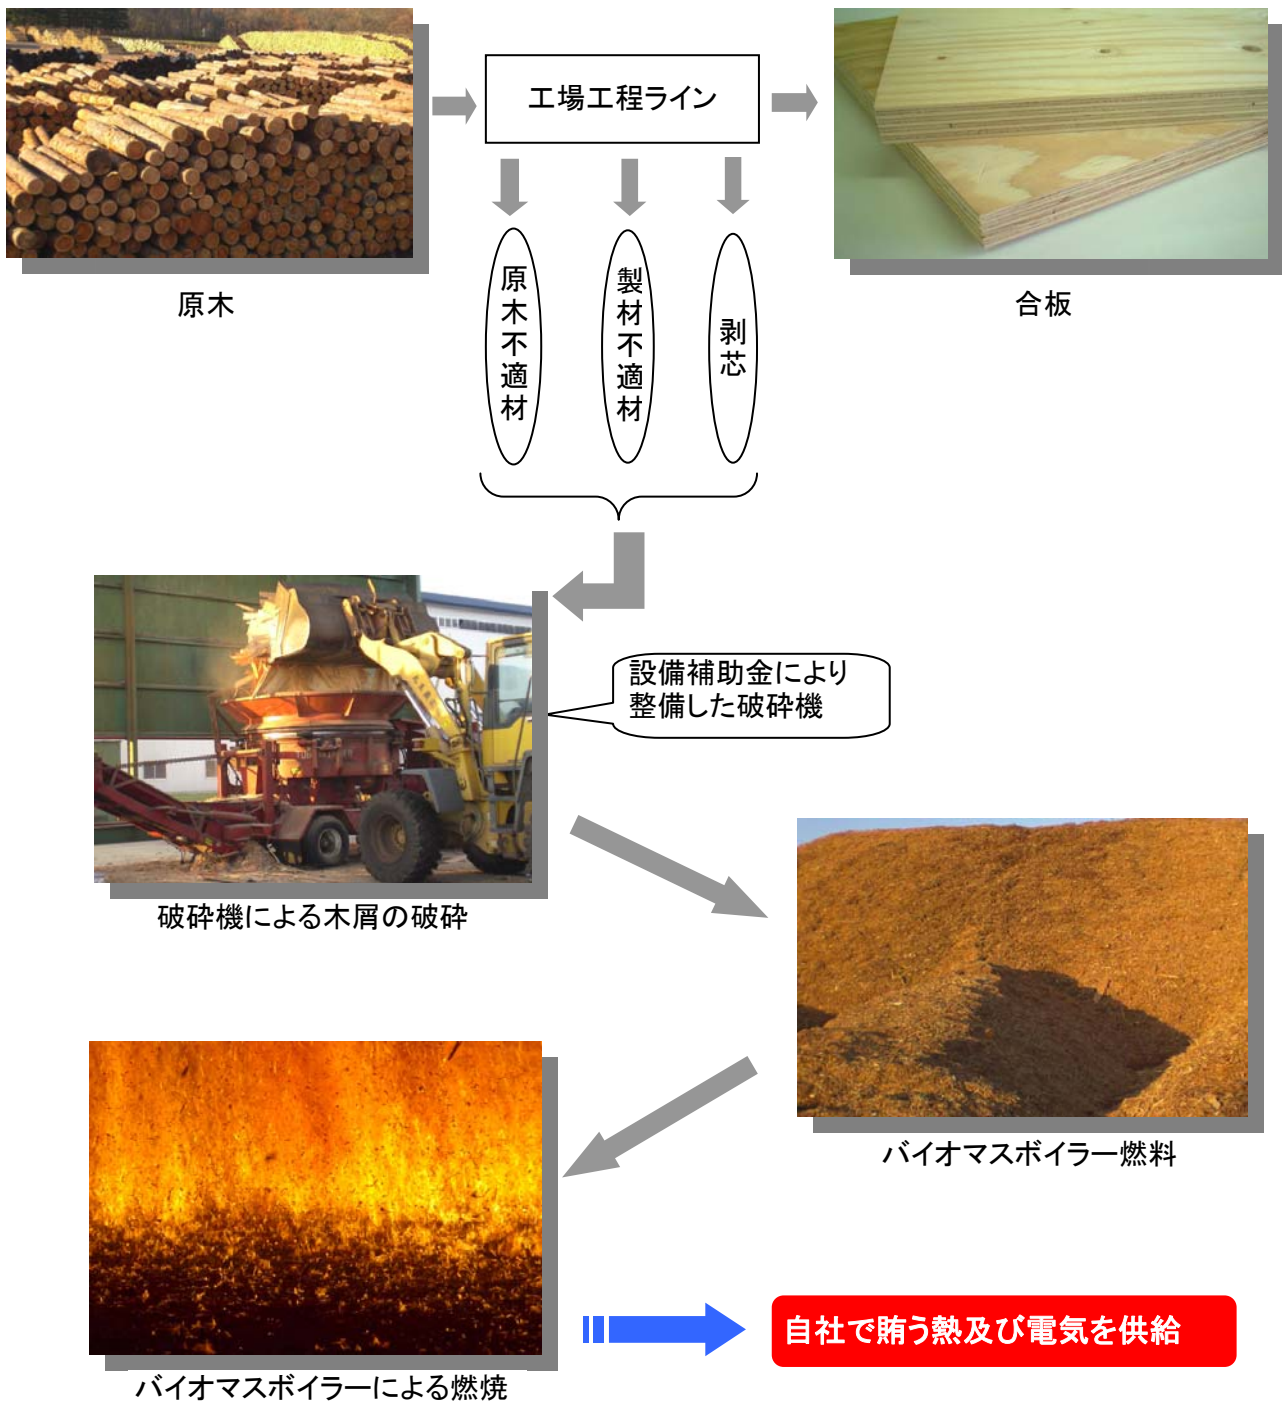 工場工程ライン
原木
合板
原木不適材
製材不適材
剥芯
設備補助金により
整備した破砕機
破砕機による木屑の破砕
バイオマスボイラー燃料
バイオマスボイラーによる燃焼
自社で賄う熱及び電気を供給